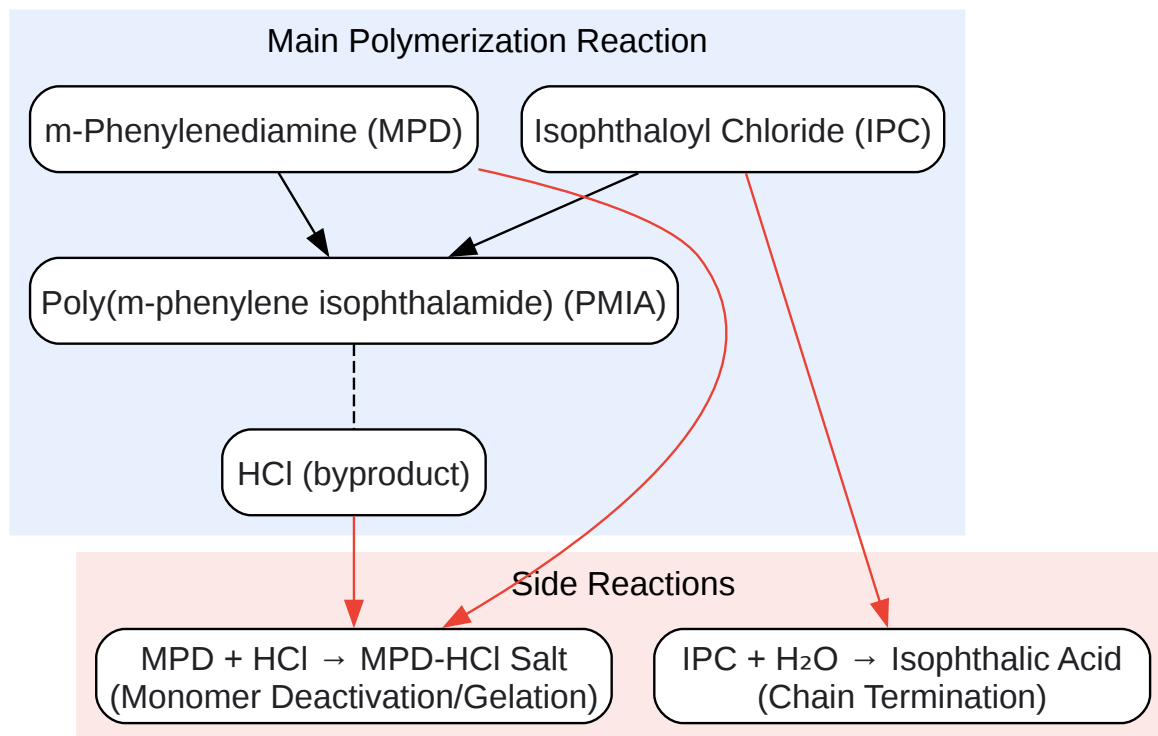 Main Polymerization Reaction
m-Phenylenediamine (MPD)
Isophthaloyl Chloride (IPC)
Poly(m-phenylene isophthalamide) (PMIA)
HCl (byproduct)
Side Reactions
MPD + HCl → MPD-HCl Salt
(Monomer Deactivation/Gelation)
IPC + H₂O → Isophthalic Acid
(Chain Termination)